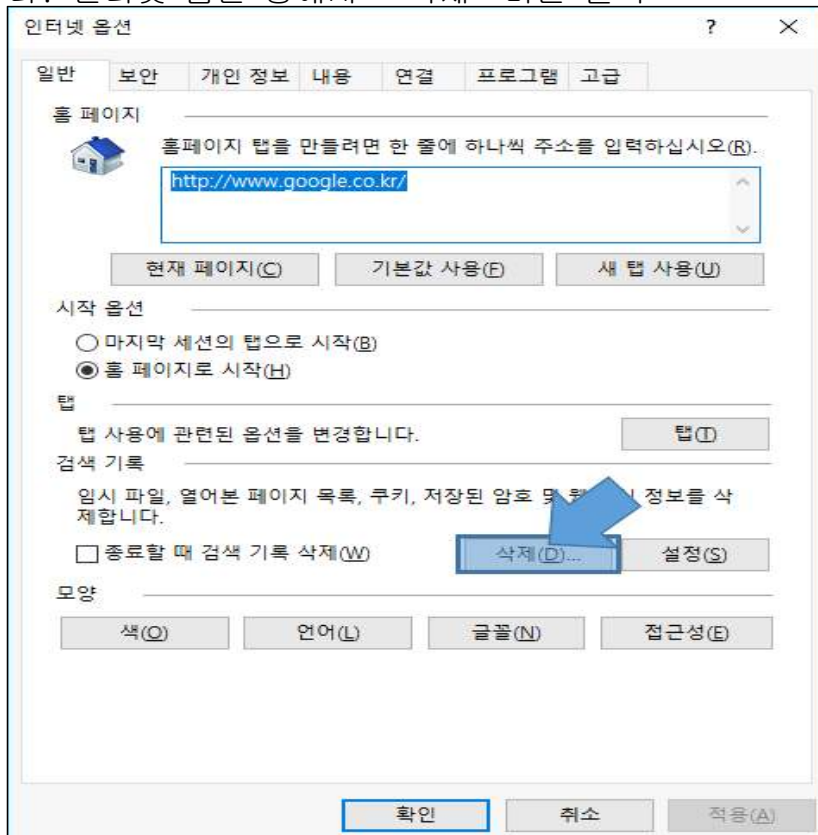 인터넷 옵션 ?
일반 보안 개인 정보 내용 연결 프로그램 고급
홈 페이지
홈페이지 탭을 만들려면 한 줄에 하나씩 주소를 입력하십시오(R).
http://www.google.co.kr/
현재 페이지(C) 기본값 사용(F) 새 탭 사용(U)
시작 옵션
마지막 세션의 탭으로 시작(B)
홈 페이지로 시작(H)
탭
탭 사용에 관련된 옵션을 변경합니다. 탭(T)
검색 기록
임시 파일, 열어본 페이지 목록, 쿠키, 저장된 암호 및 정보를 삭
제합니다.
종료할 때 검색 기록 삭제(W) 삭제(D)... 설정(S)
모양
색(O) 언어(L) 글꼴(N) 접근성(E)
확인 취소 적용(A)